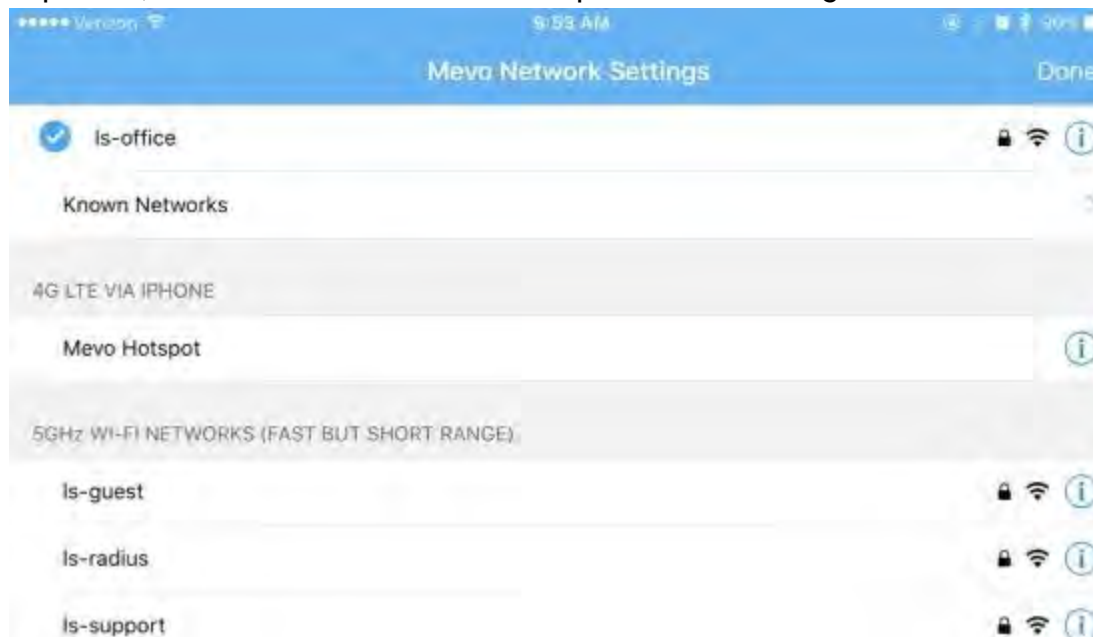 Verizon 9:53 AM 90%
Mevo Network Settings Done
ls-office
Known Networks
4G LTE VIA IPHONE
Mevo Hotspot
5GHz WI-FI NETWORKS (FAST BUT SHORT RANGE)
ls-guest
ls-radius
ls-support